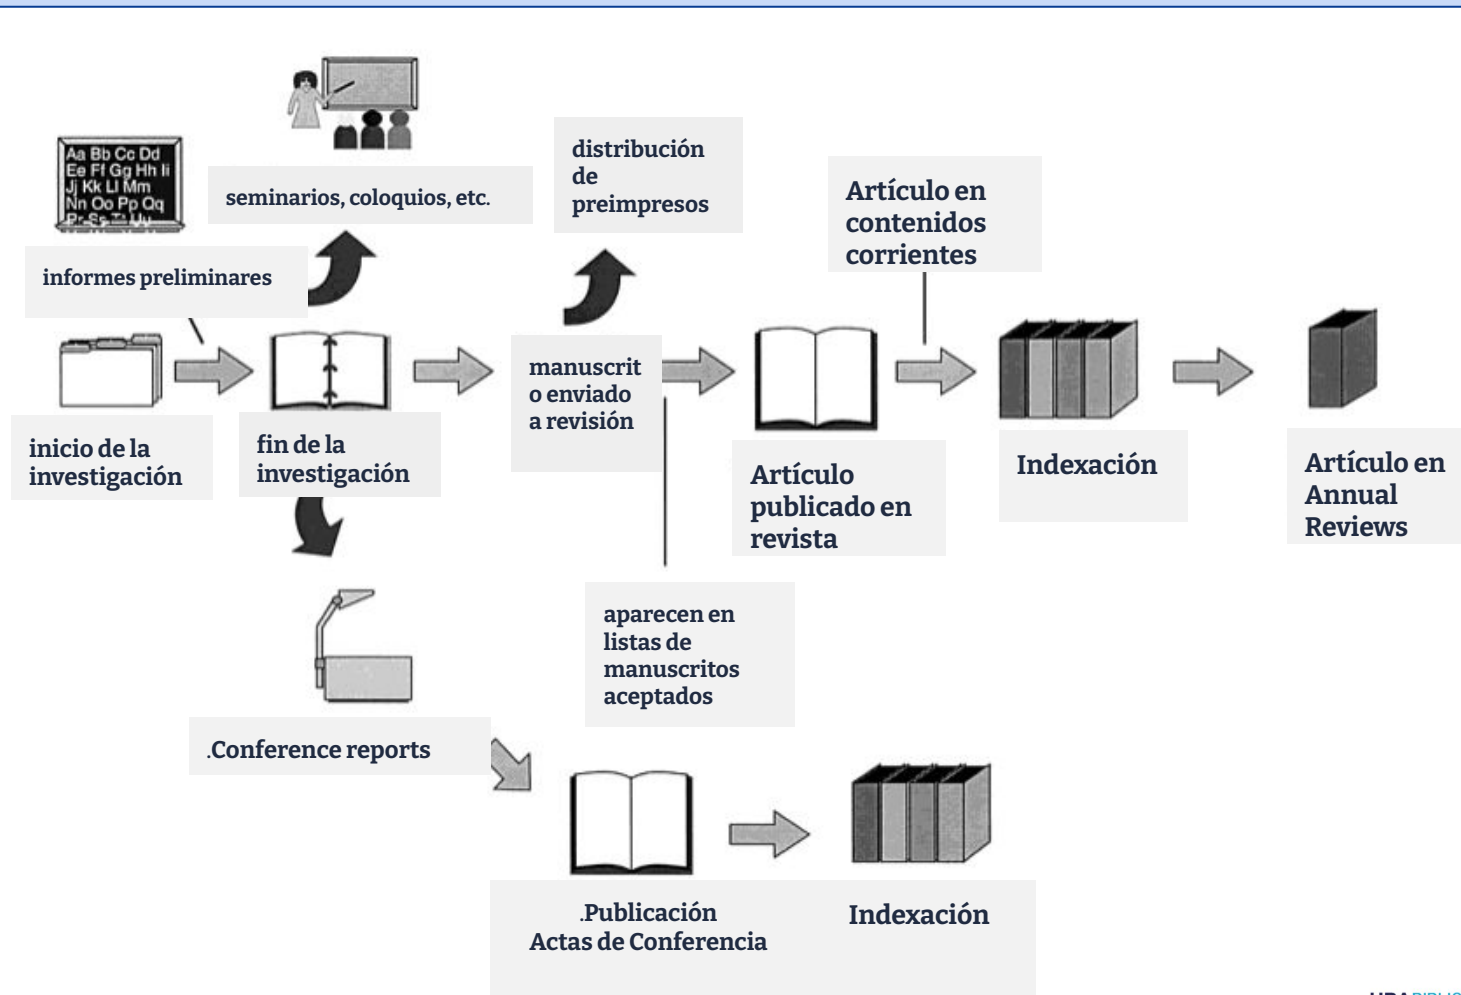 Aa Bb Cc Dd
Ee Ff Gg Hh Ii
Jj Kk Ll Mm
Nn Oo Pp Qq
seminarios, coloquios, etc.
distribución
de
preimpresos
Artículo en
contenidos
corrientes
informes preliminares
inicio de la
investigación
fin de la
investigación
manuscrit
o enviado
a revisión
Artículo
publicado en
revista
Indexación
Artículo en
Annual
Reviews
aparecen en
listas de
manuscritos
aceptados
.Conference reports
.Publicación
Actas de Conferencia
Indexación